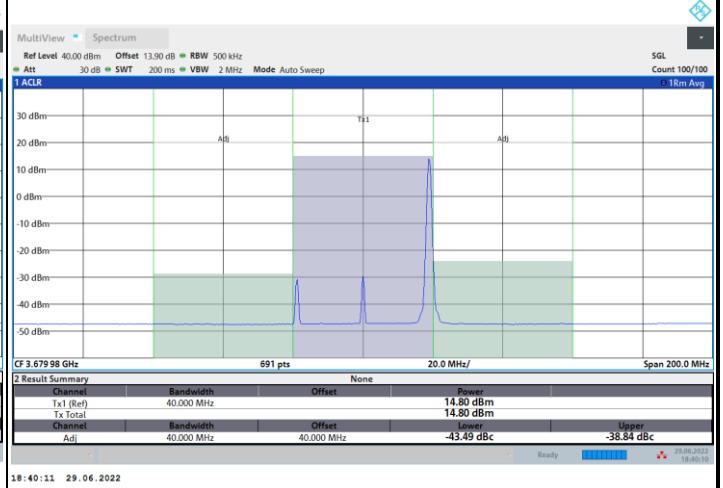 MultiView Spectrum
Ref Level 40.00 dBm Offset 13.90 dB RBW 500 kHz SGL
Att 30 dB SWT 200 ms VBW 2 MHz Mode Auto Sweep Count 100/100
1 ACLR 1Rm Avg
30 dBm
Tx1
20 dBm
Adj Adj
10 dBm
0 dBm
-10 dBm
-20 dBm
-30 dBm
-40 dBm
-50 dBm
CF 3.679 98 GHz 691 pts 20.0 MHz/ Span 200.0 MHz
2 Result Summary None
Channel Bandwidth Offset Power
Tx1 (Ref) 40.000 MHz 14.80 dBm
Tx Total 14.80 dBm
Channel Bandwidth Offset Lower Upper
Adj 40.000 MHz 40.000 MHz -43.49 dBc -38.84 dBc
Ready 29.06.2022
18:40:10
18:40:11 29.06.2022